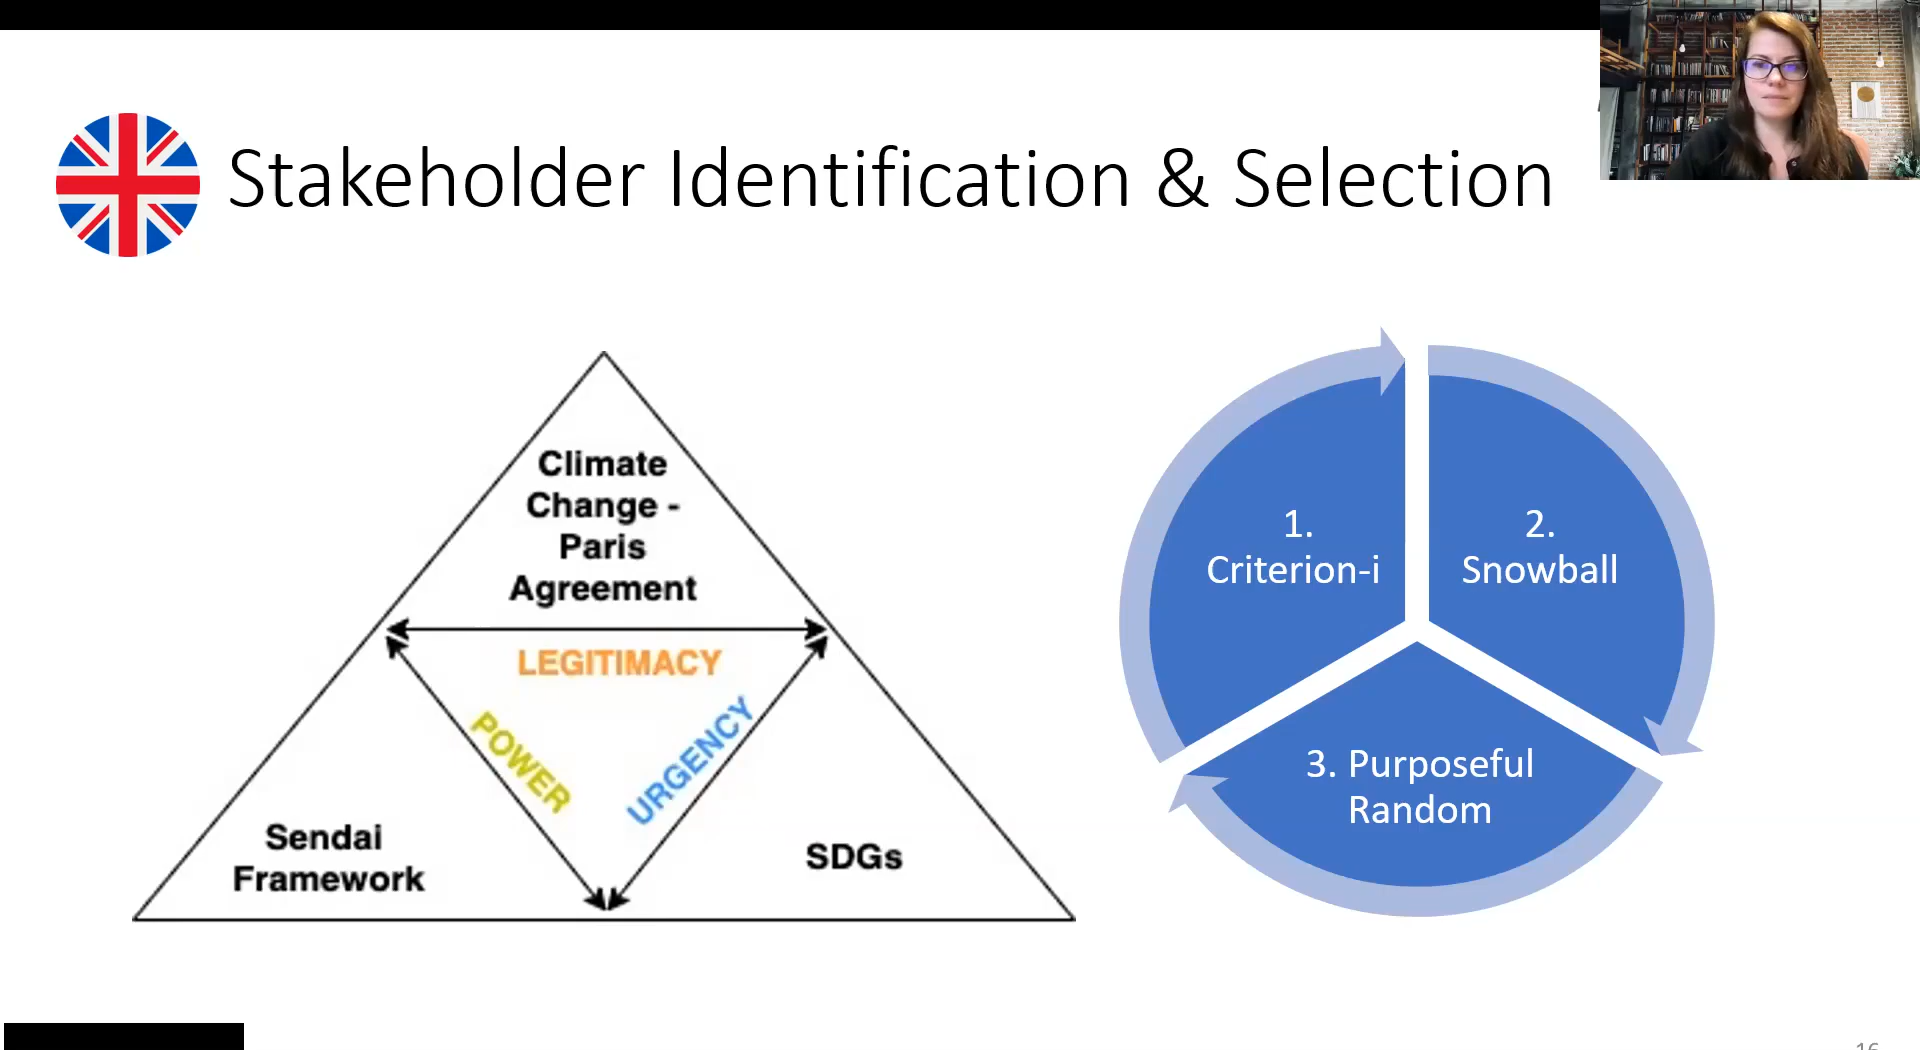 Stakeholder Identification & Selection
Climate
Change -
Paris
Agreement
LEGITIMACY
POWER
URGENCY
Sendai
Framework
SDGs
1.
Criterion-i
2.
Snowball
3. Purposeful
Random
16